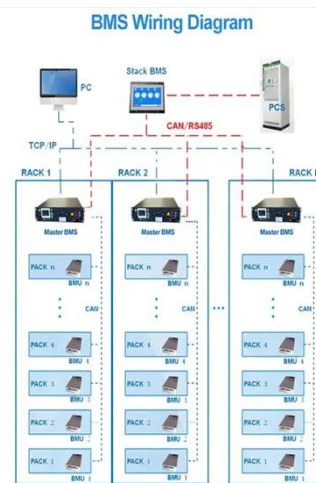 BMS Wiring Diagram
PC
Stack BMS
PCS
CAN/RS485
TCP/IP
RACK 1
RACK 2
RACK
Master BMS
Master BMS
Master BMS
PACK n
BMU n
PACK n
BMU n
PACK n
BMU n
CAN
CAN
PACK 4
BMU 4
PACK 4
BMU 4
PACK 4
BMU 4
PACK 3
BMU 3
PACK 3
BMU 3
PACK 3
BMU 3
PACK 2
BMU 2
PACK 2
BMU 2
PACK 2
BMU 2
PACK 1
BMU 1
PACK 1
BMU 1
PACK 1
BMU 1